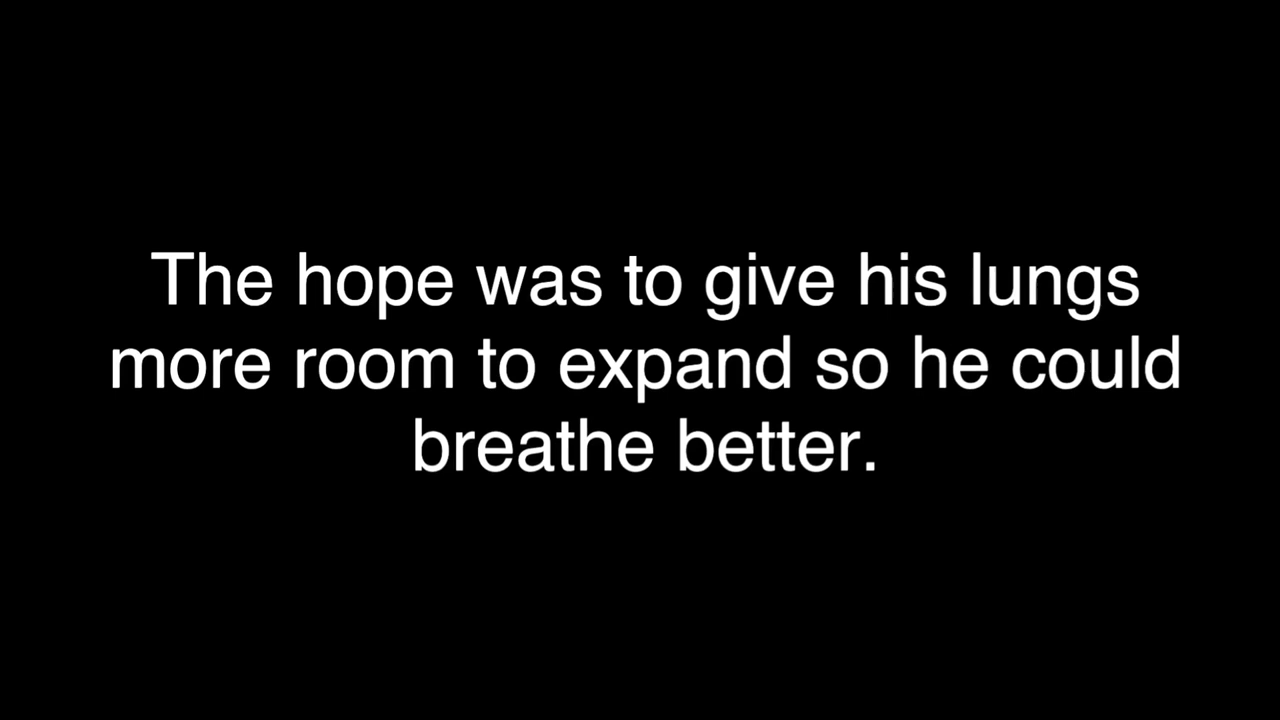 The hope was to give his lungs
more room to expand so he could
breathe better.